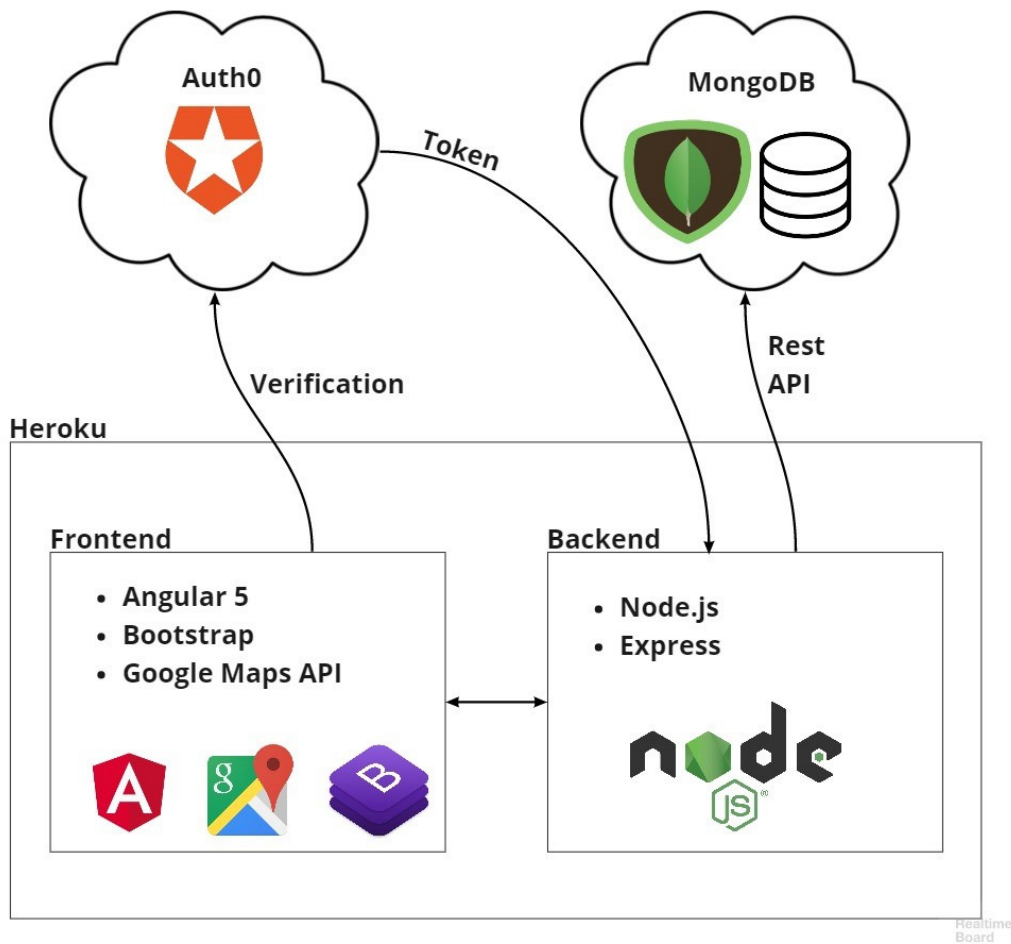 Auth0
MongoDB
Token
Rest
API
Verification
Heroku
Frontend
Backend
• Angular 5
• Bootstrap
• Google Maps API
• Node.js
• Express
A
g
B
node
JS®
Realtime
Board